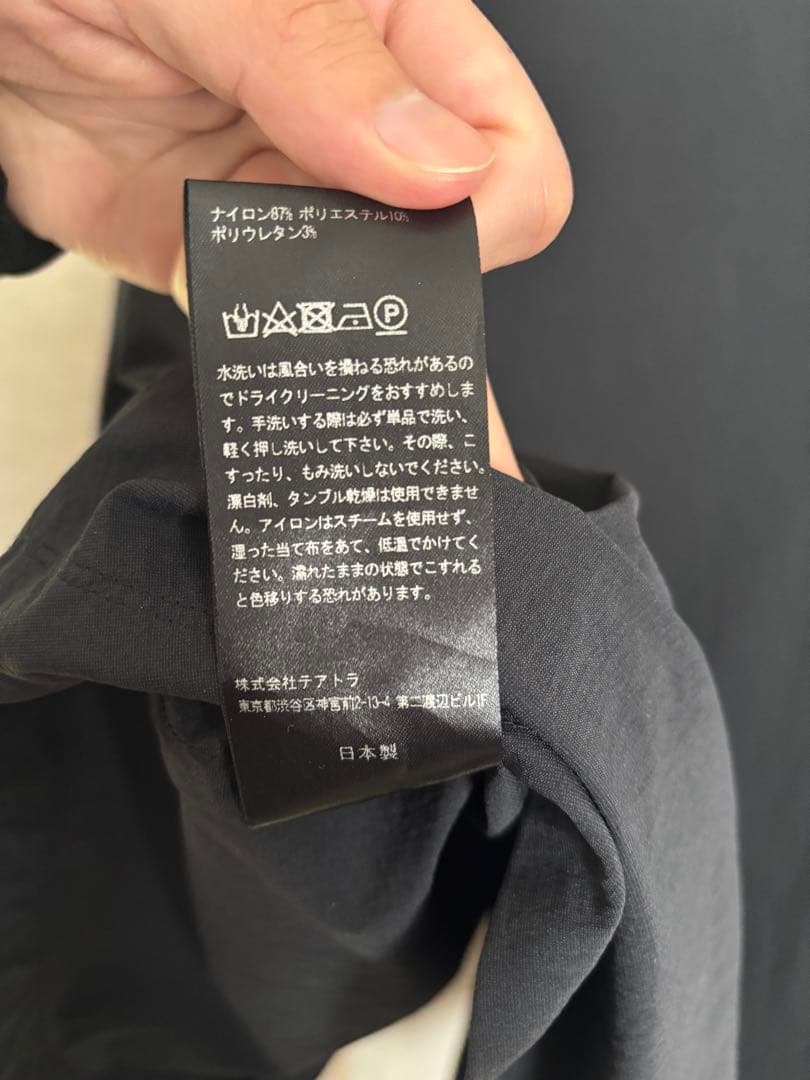 ナイロン87% ポリエステル10%
ポリウレタン3%
P
水洗いは風合いを損ねる恐れがあるの
でドライクリーニングをおすすめしま
す。手洗いする際は必ず単品で洗い、
軽く押し洗いして下さい。その際、こ
すったり、もみ洗いしないでください。
漂白剤、タンブル乾燥は使用できませ
ん。アイロンはスチームを使用せず、
湿った当て布をあて、低温でかけてく
ださい。濡れたままの状態でこすれる
と色移りする恐れがあります。
株式会社テアトラ
東京都渋谷区神宮前2-13-4 第二渡辺ビル1F
日本製